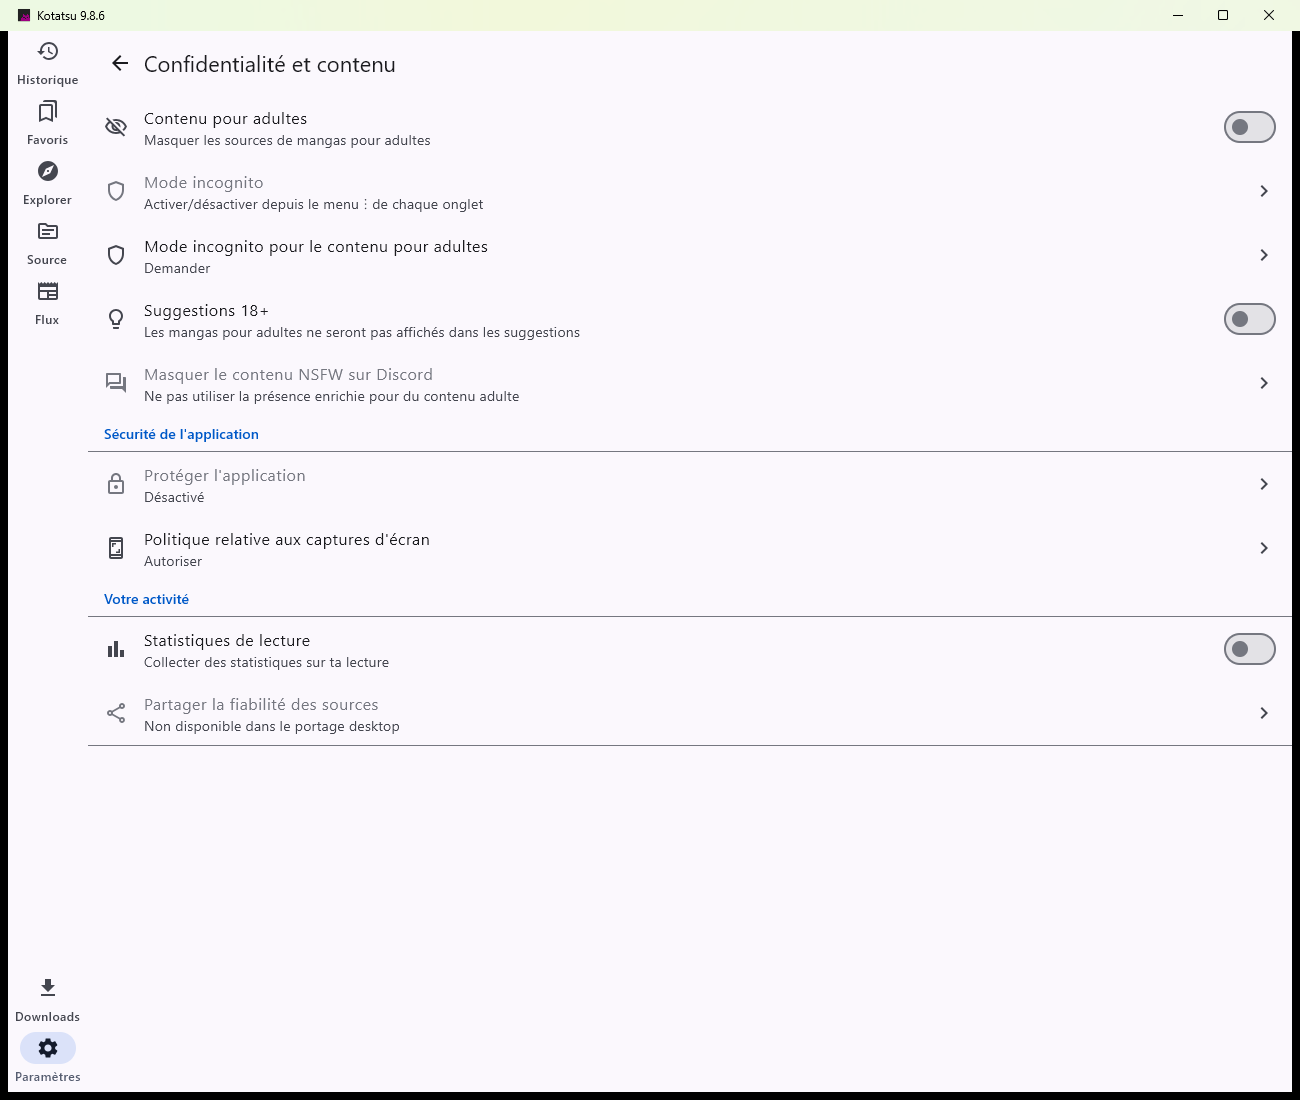 Kotatsu 9.8.6
Historique
Favoris
Explorer
Source
Flux
Confidentialité et contenu
Contenu pour adultes
Masquer les sources de mangas pour adultes
Mode incognito
Activer/désactiver depuis le menu ⋮ de chaque onglet
Mode incognito pour le contenu pour adultes
Demander
Suggestions 18+
Les mangas pour adultes ne seront pas affichés dans les suggestions
Masquer le contenu NSFW sur Discord
Ne pas utiliser la présence enrichie pour du contenu adulte
Sécurité de l'application
Protéger l'application
Désactivé
Politique relative aux captures d'écran
Autoriser
Votre activité
Statistiques de lecture
Collecter des statistiques sur ta lecture
Partager la fiabilité des sources
Non disponible dans le portage desktop
Downloads
Paramètres